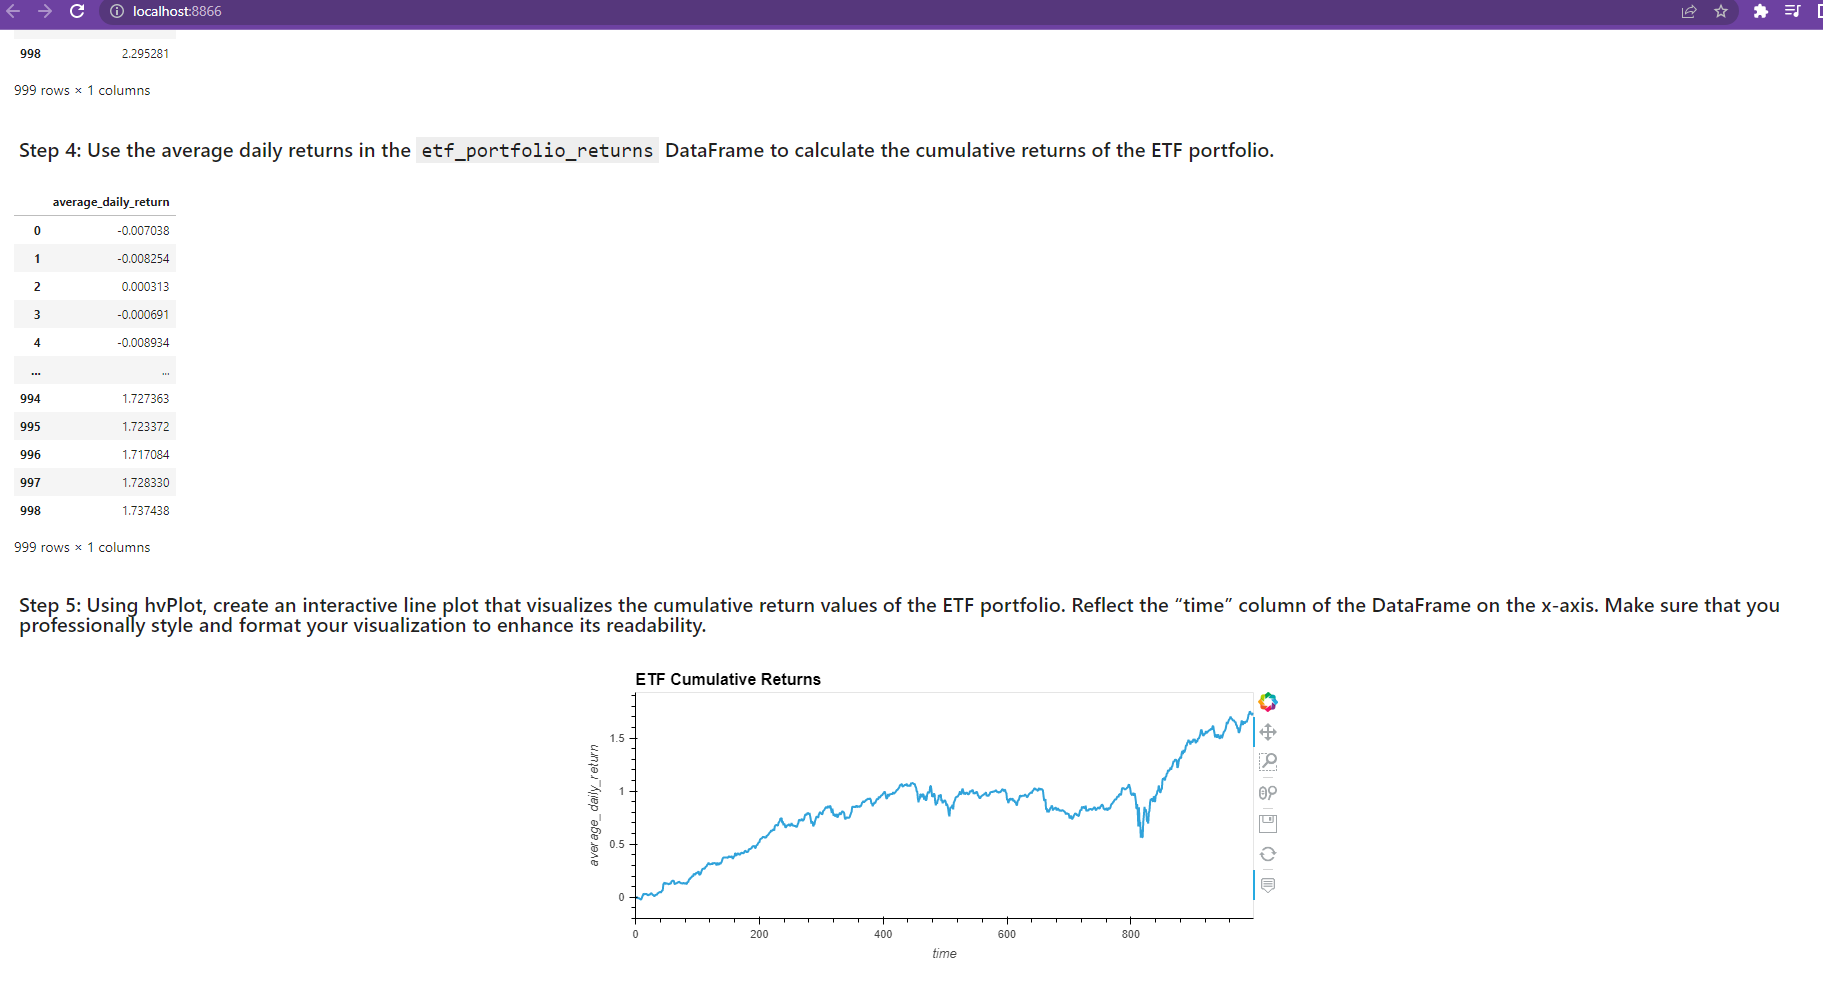 localhost:8866
998 2.295281
999 rows × 1 columns
Step 4: Use the average daily returns in the etf_portfolio_returns DataFrame to calculate the cumulative returns of the ETF portfolio.
average_daily_return
0 -0.007038
1 -0.008254
2 0.000313
3 -0.000691
4 -0.008934
... ...
994 1.727363
995 1.723372
996 1.717084
997 1.728330
998 1.737438
999 rows × 1 columns
Step 5: Using hvPlot, create an interactive line plot that visualizes the cumulative return values of the ETF portfolio. Reflect the “time” column of the DataFrame on the x-axis. Make sure that you
professionally style and format your visualization to enhance its readability.
ETF Cumulative Returns
average_daily_return
1.5
1
0.5
0
0 200 400 600 800
time